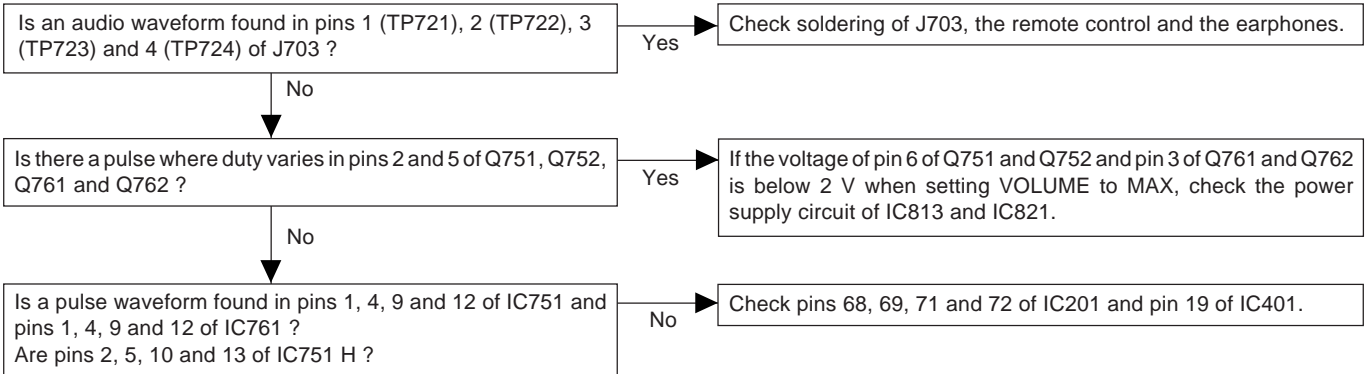 Is an audio waveform found in pins 1 (TP721), 2 (TP722), 3
(TP723) and 4 (TP724) of J703 ?
Yes
Check soldering of J703, the remote control and the earphones.
No
Is there a pulse where duty varies in pins 2 and 5 of Q751, Q752,
Q761 and Q762 ?
Yes
If the voltage of pin 6 of Q751 and Q752 and pin 3 of Q761 and Q762
is below 2 V when setting VOLUME to MAX, check the power
supply circuit of IC813 and IC821.
No
Is a pulse waveform found in pins 1, 4, 9 and 12 of IC751 and
pins 1, 4, 9 and 12 of IC761 ?
Are pins 2, 5, 10 and 13 of IC751 H ?
No
Check pins 68, 69, 71 and 72 of IC201 and pin 19 of IC401.